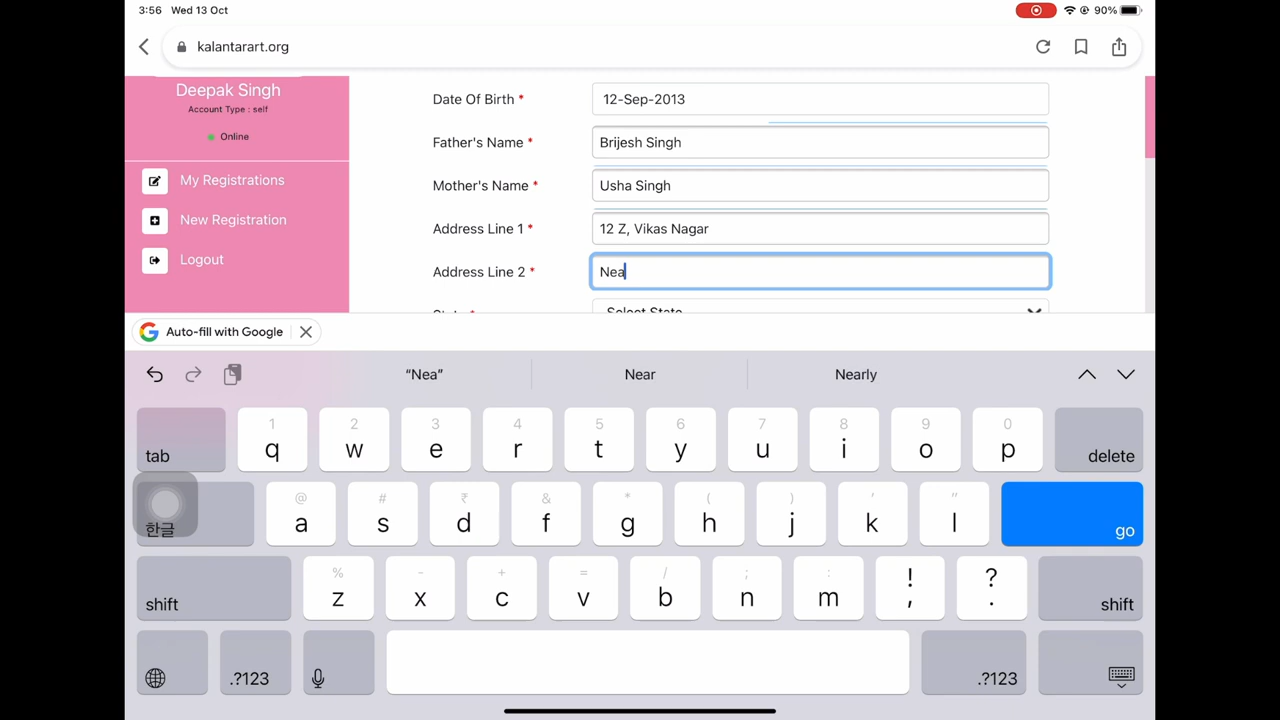 3:56 Wed 13 Oct
90%
kalantarart.org
Deepak Singh
Account Type : self
Online
My Registrations
New Registration
Logout
Date Of Birth * 12-Sep-2013
Father's Name * Brijesh Singh
Mother's Name * Usha Singh
Address Line 1 * 12 Z, Vikas Nagar
Address Line 2 * Nea
State * Select State
Auto-fill with Google
“Nea” Near Nearly
1 2 3 4 5 6 7 8 9 0
tab q w e r t y u i o p delete
@ # ₹ & * ( ) ' "
한글 a s d f g h j k l go
% - + = / ; : ! ?
shift z x c v b n m , . shift
.?123 .?123